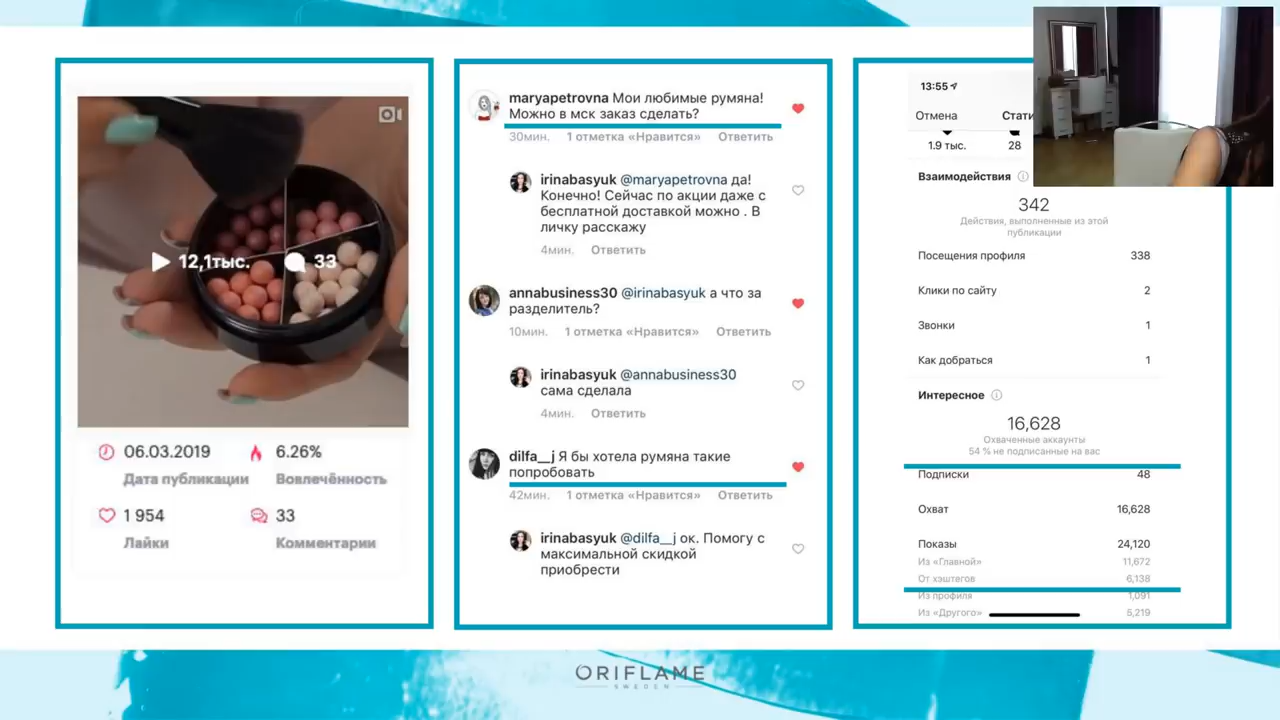 12,1тыс. 33
06.03.2019 6.26%
Дата публикации Вовлечённость
1 954 33
Лайки Комментарии
maryapetrovna Мои любимые румяна!
Можно в мск заказ сделать?
30мин. 1 отметка «Нравится» Ответить
irinabasyuk @maryapetrovna да!
Конечно! Сейчас по акции даже с
бесплатной доставкой можно . В
личку расскажу
4мин. Ответить
annabusiness30 @irinabasyuk а что за
разделитель?
10мин. 1 отметка «Нравится» Ответить
irinabasyuk @annabusiness30
сама сделала
4мин. Ответить
dilfa__j Я бы хотела румяна такие
попробовать
42мин. 1 отметка «Нравится» Ответить
irinabasyuk @dilfa__j ок. Помогу с
максимальной скидкой
приобрести
13:55
Отмена Стати
1.9 тыс. 28
Взаимодействия
342
Действия, выполненные из этой
публикации
Посещения профиля 338
Клики по сайту 2
Звонки 1
Как добраться 1
Интересное
16,628
Охваченные аккаунты
54 % не подписанные на вас
Подписки 48
Охват 16,628
Показы 24,120
Из «Главной» 11,672
От хэштегов 6,138
Из профиля 1,091
Из «Другого» 5,219
ORIFLAME
SWEDEN